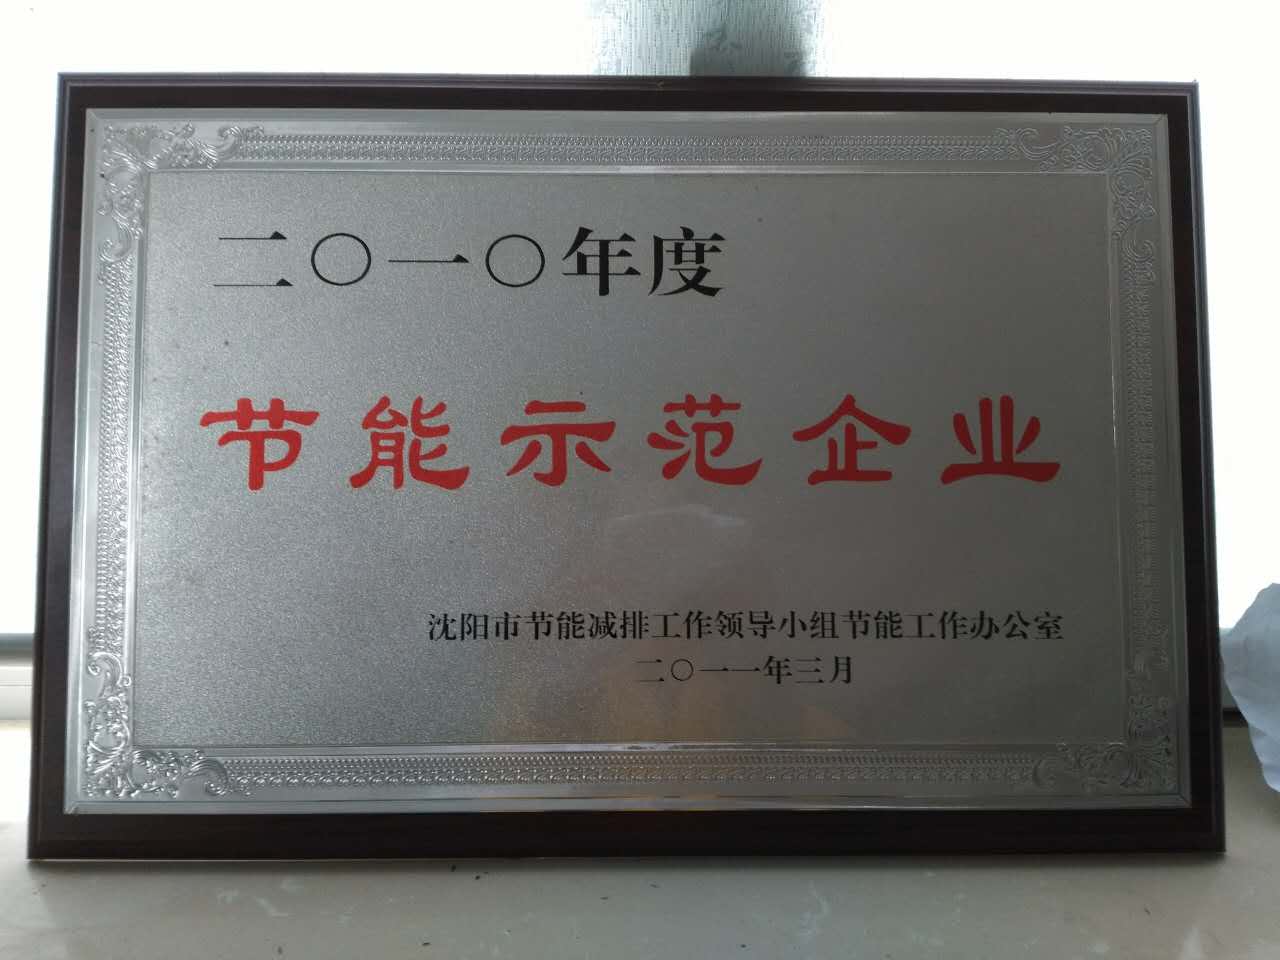 二〇一〇年度
节能示范企业
沈阳市节能减排工作领导小组节能工作办公室
二〇一一年三月